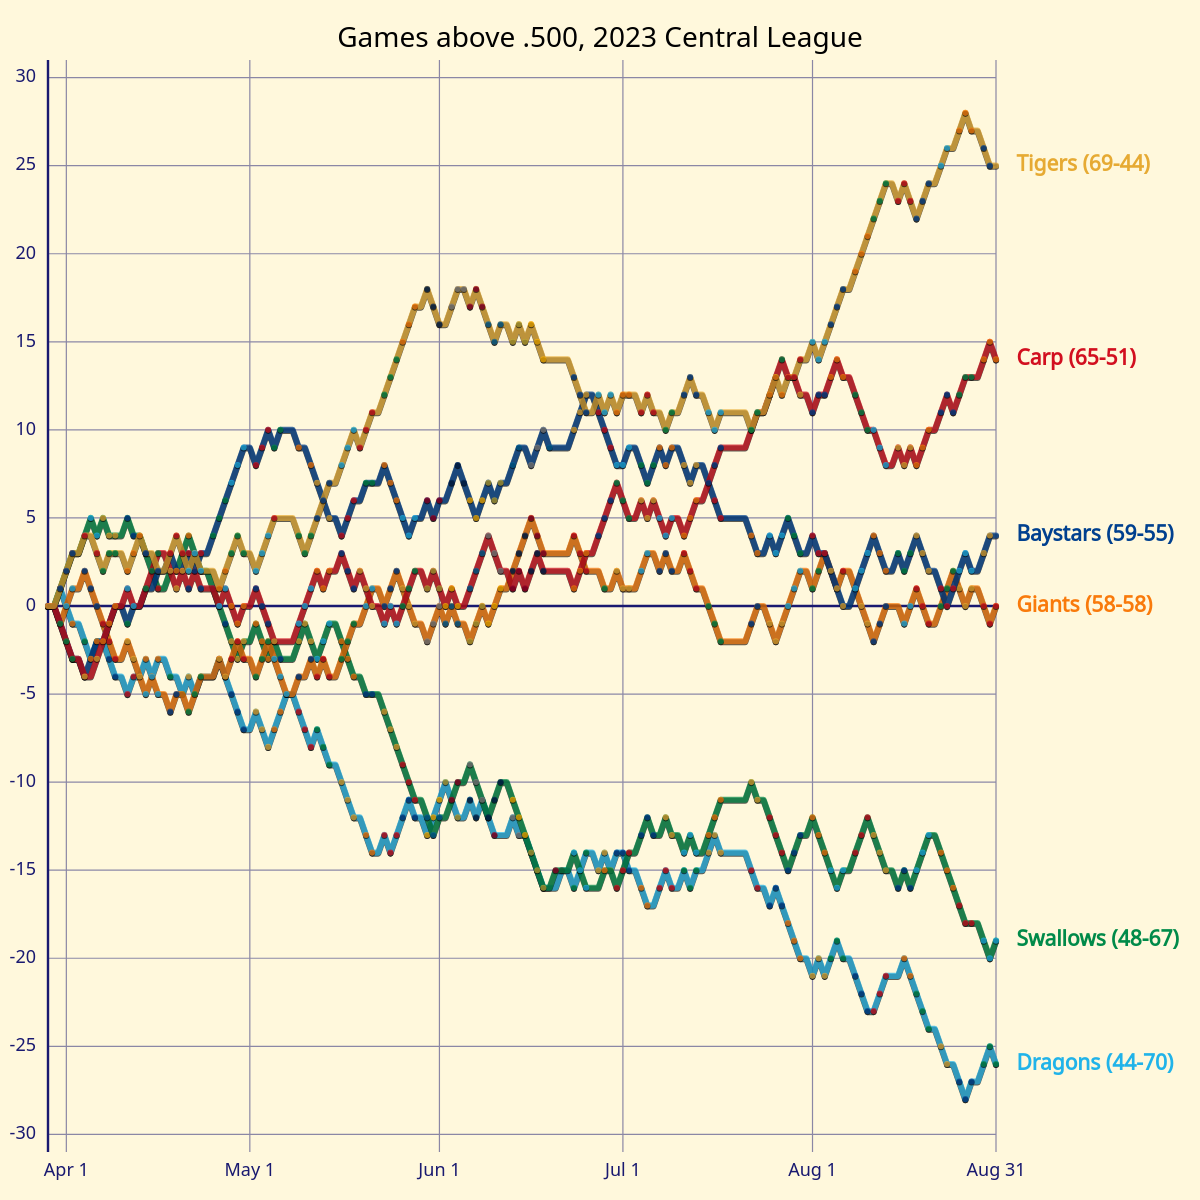 Games above .500, 2023 Central League
30
25
20
15
10
5
0
-5
-10
-15
-20
-25
-30
Tigers (69-44)
Carp (65-51)
Baystars (59-55)
Giants (58-58)
Swallows (48-67)
Dragons (44-70)
Apr 1
May 1
Jun 1
Jul 1
Aug 1
Aug 31